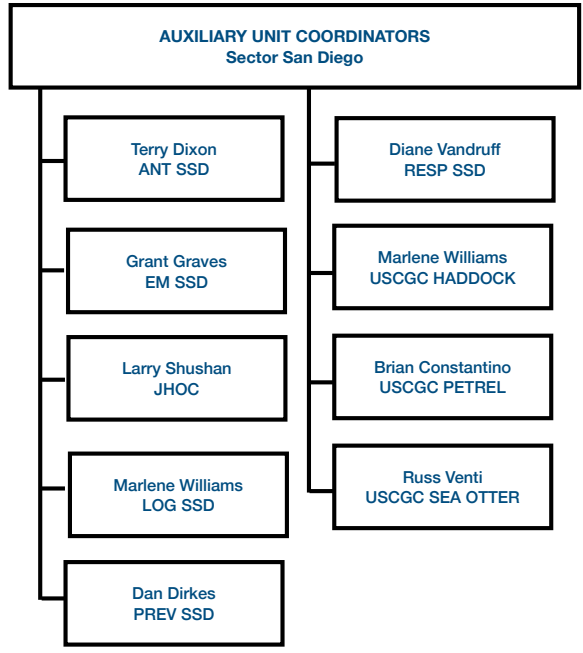 AUXILIARY UNIT COORDINATORS
Sector San Diego
Terry Dixon
ANT SSD
Grant Graves
EM SSD
Larry Shushan
JHOC
Marlene Williams
LOG SSD
Dan Dirkes
PREV SSD
Diane Vandruff
RESP SSD
Marlene Williams
USCGC HADDOCK
Brian Constantino
USCGC PETREL
Russ Venti
USCGC SEA OTTER